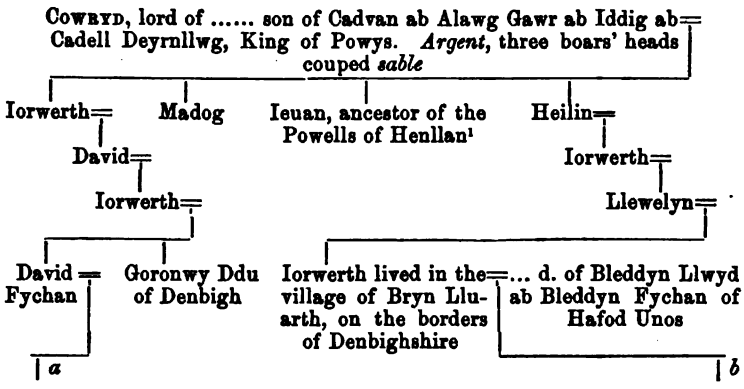 COWRYD, lord of ...... son of Cadvan ab Alawg Gawr ab Iddig ab=
Cadell Deyrnllwg, King of Powys. Argent, three boars' heads
couped sable
Iorwerth= Madog Ieuan, ancestor of the Heilin=
Powells of Henllan¹
David= Iorwerth=
Iorwerth= Llewelyn=
David = Goronwy Ddu Iorwerth lived in the=... d. of Bleddyn Llwyd
Fychan of Denbigh village of Bryn Llu- ab Bleddyn Fychan of
arth, on the borders Hafod Unos
of Denbighshire
a b